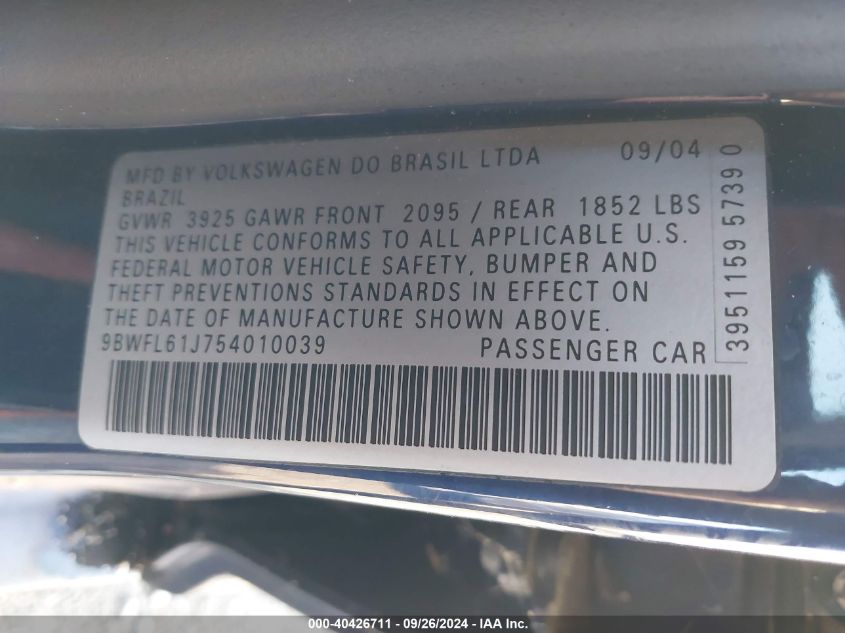 MFD BY VOLKSWAGEN DO BRASIL LTDA 09/04
BRAZIL
GVWR 3925 GAWR FRONT 2095 / REAR 1852 LBS
THIS VEHICLE CONFORMS TO ALL APPLICABLE U.S.
FEDERAL MOTOR VEHICLE SAFETY, BUMPER AND
THEFT PREVENTIONS STANDARDS IN EFFECT ON
THE DATE OF MANUFACTURE SHOWN ABOVE.
9BWFL61J754010039 PASSENGER CAR
3951159 5739 0
000-40426711 - 09/26/2024 - IAA, Inc.